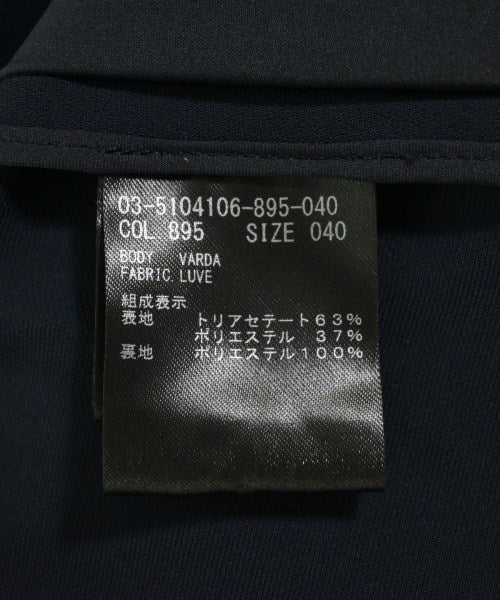 03-5104106-895-040
COL 895 SIZE 040
BODY VARDA
FABRIC. LUVE
組成表示
表地 トリアセテート63%
ポリエステル 37%
裏地 ポリエステル100%